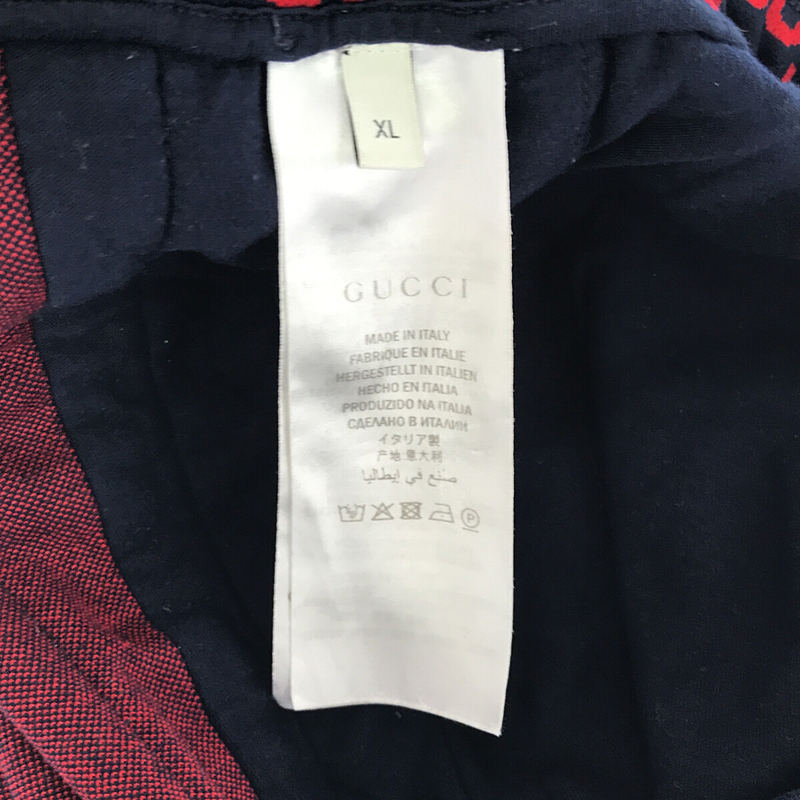 XL
GUCCI
MADE IN ITALY
FABRIQUE EN ITALIE
HERGESTELLT IN ITALIEN
HECHO EN ITALIA
PRODUZIDO NA ITALIA
СДЕЛАНО В ИТАЛИИ
イタリア製
产地:意大利
صنع في إيطاليا
P